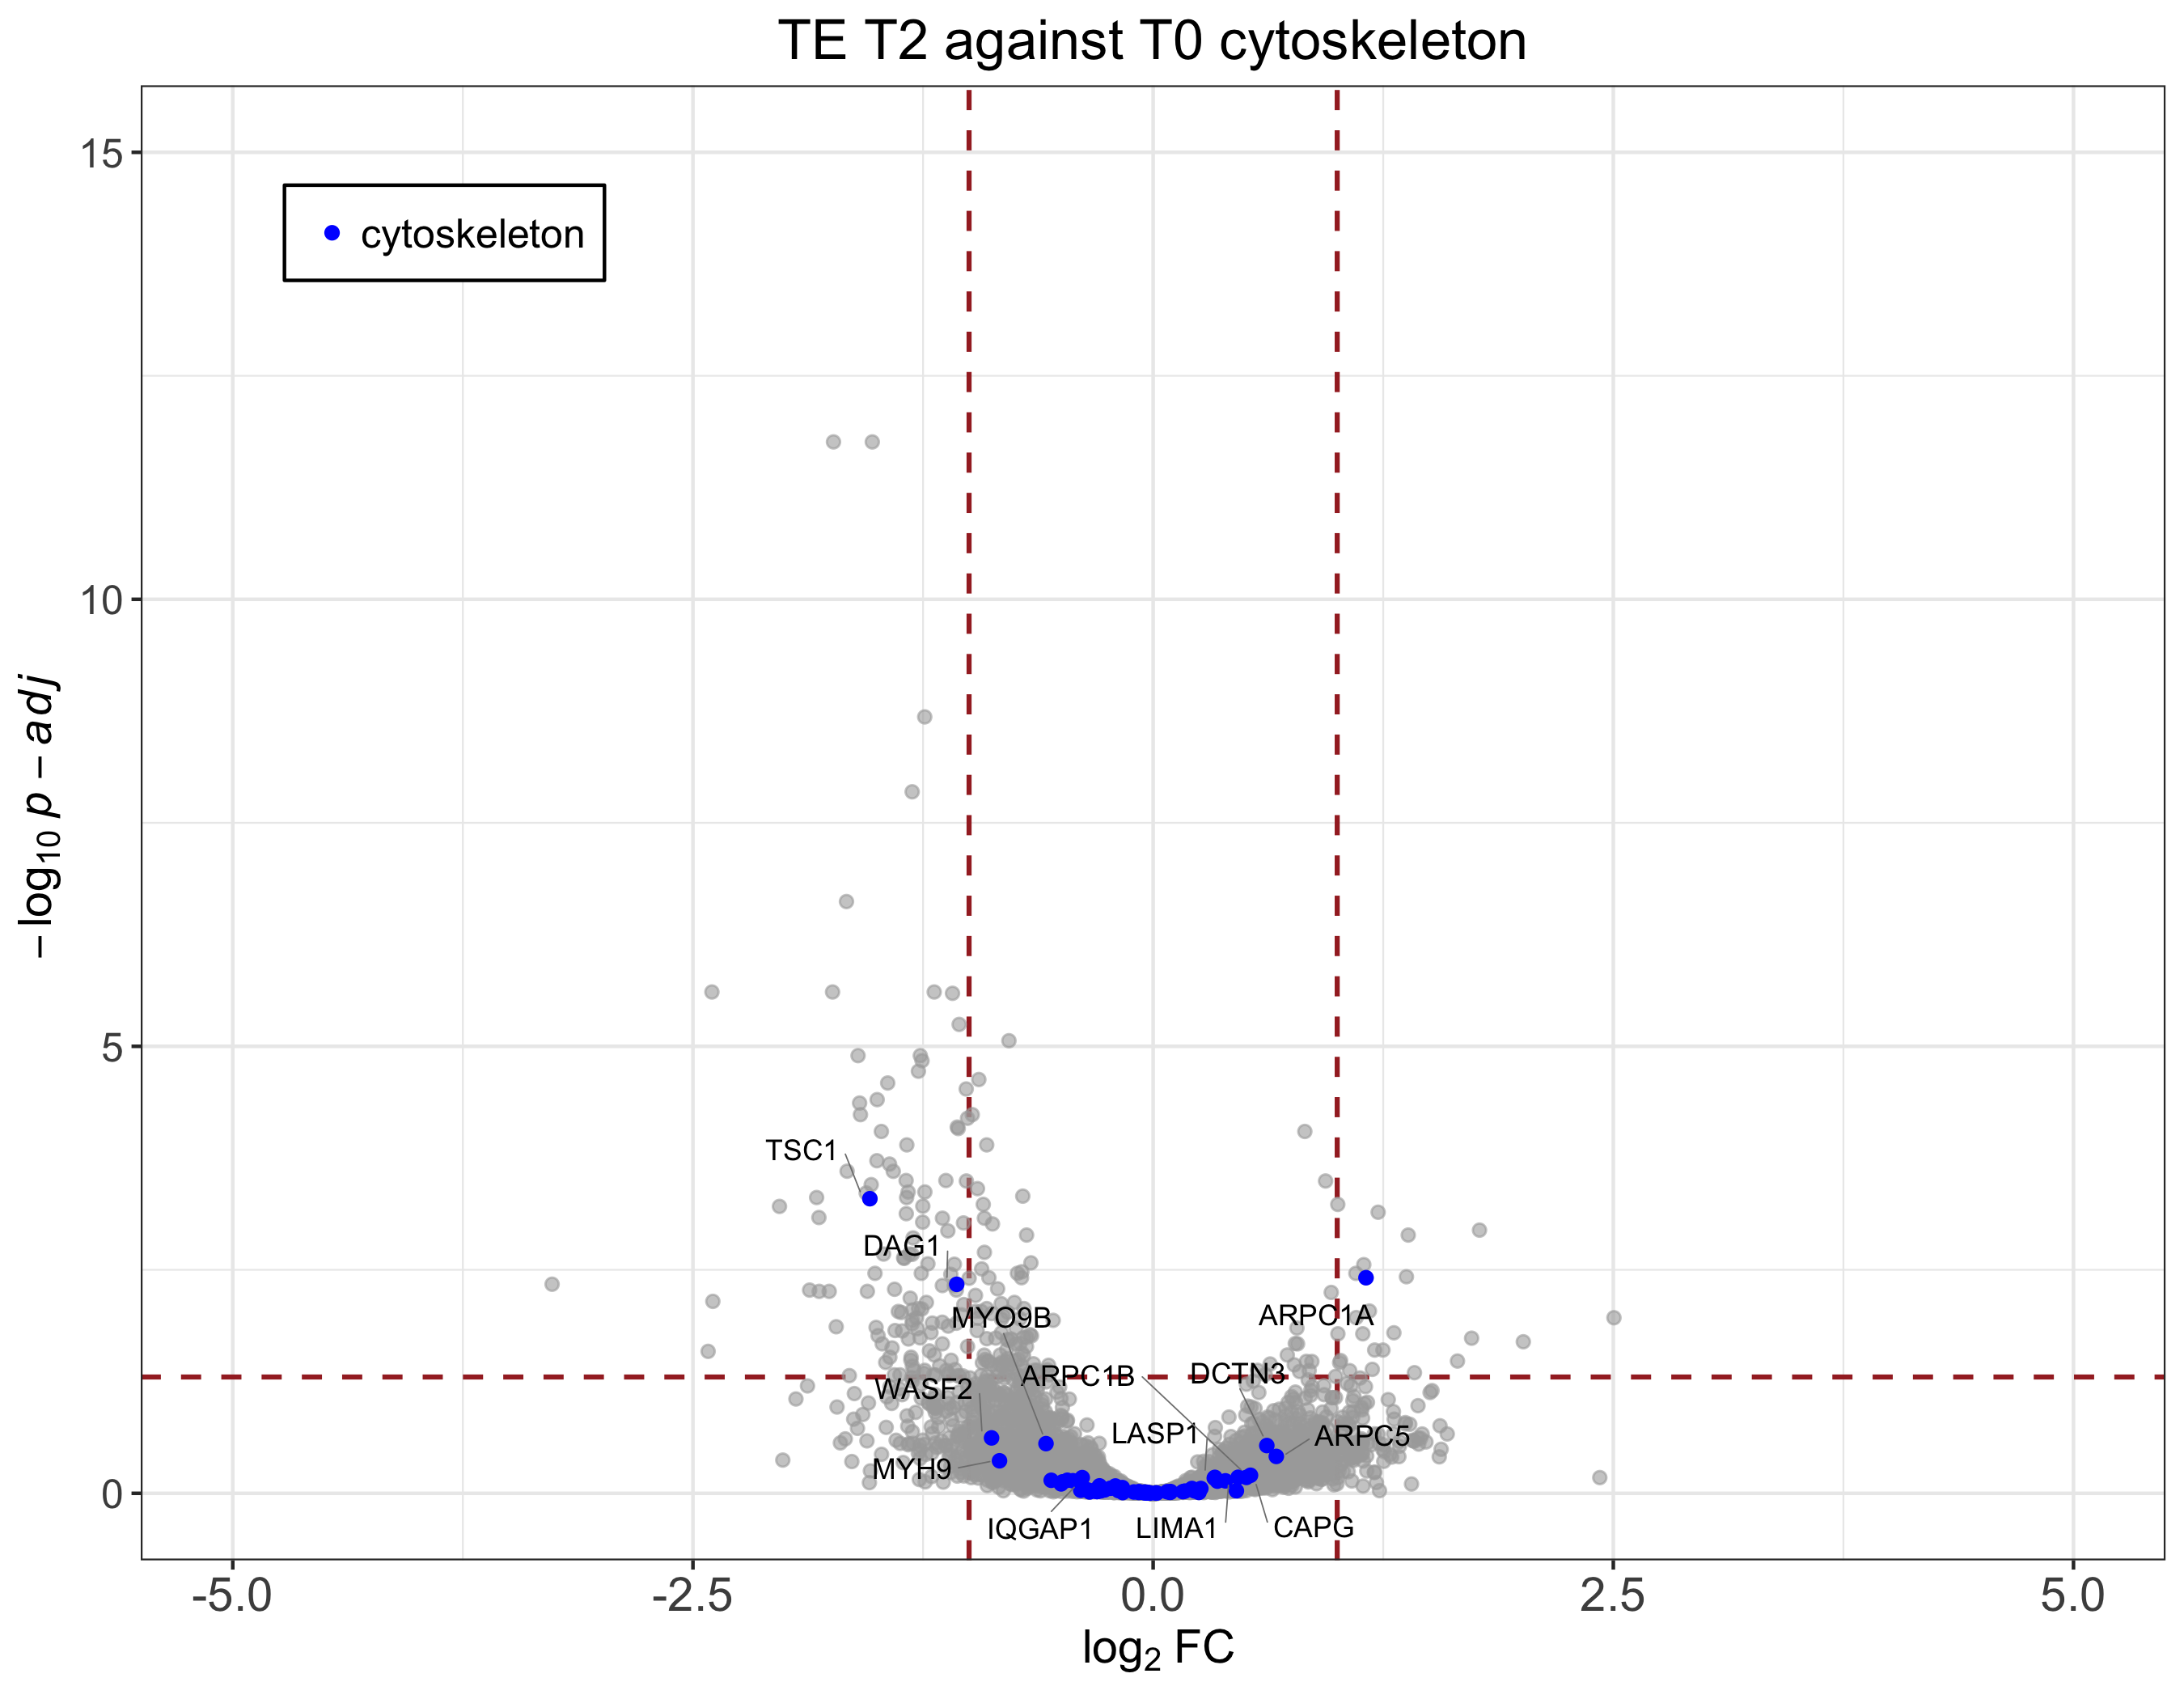 TE T2 against T0 cytoskeleton
15
cytoskeleton
10
−log10 p − adj
5
TSC1
DAG1
MYO9B
ARPC1A
ARPC1B
DCTN3
WASF2
LASP1
ARPC5
MYH9
0
IQGAP1
LIMA1
CAPG
-5.0
-2.5
0.0
2.5
5.0
log2 FC